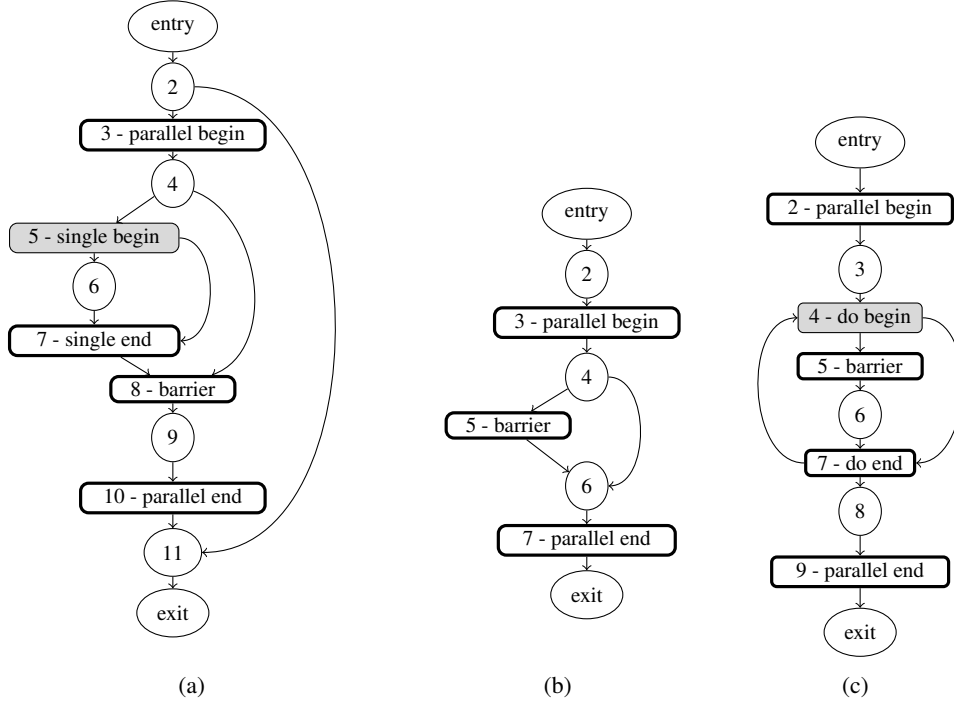 entry
2
3 - parallel begin
4
5 - single begin
6
7 - single end
8 - barrier
9
10 - parallel end
11
exit
(a)
entry
2
3 - parallel begin
4
5 - barrier
6
7 - parallel end
exit
(b)
entry
2 - parallel begin
3
4 - do begin
5 - barrier
6
7 - do end
8
9 - parallel end
exit
(c)